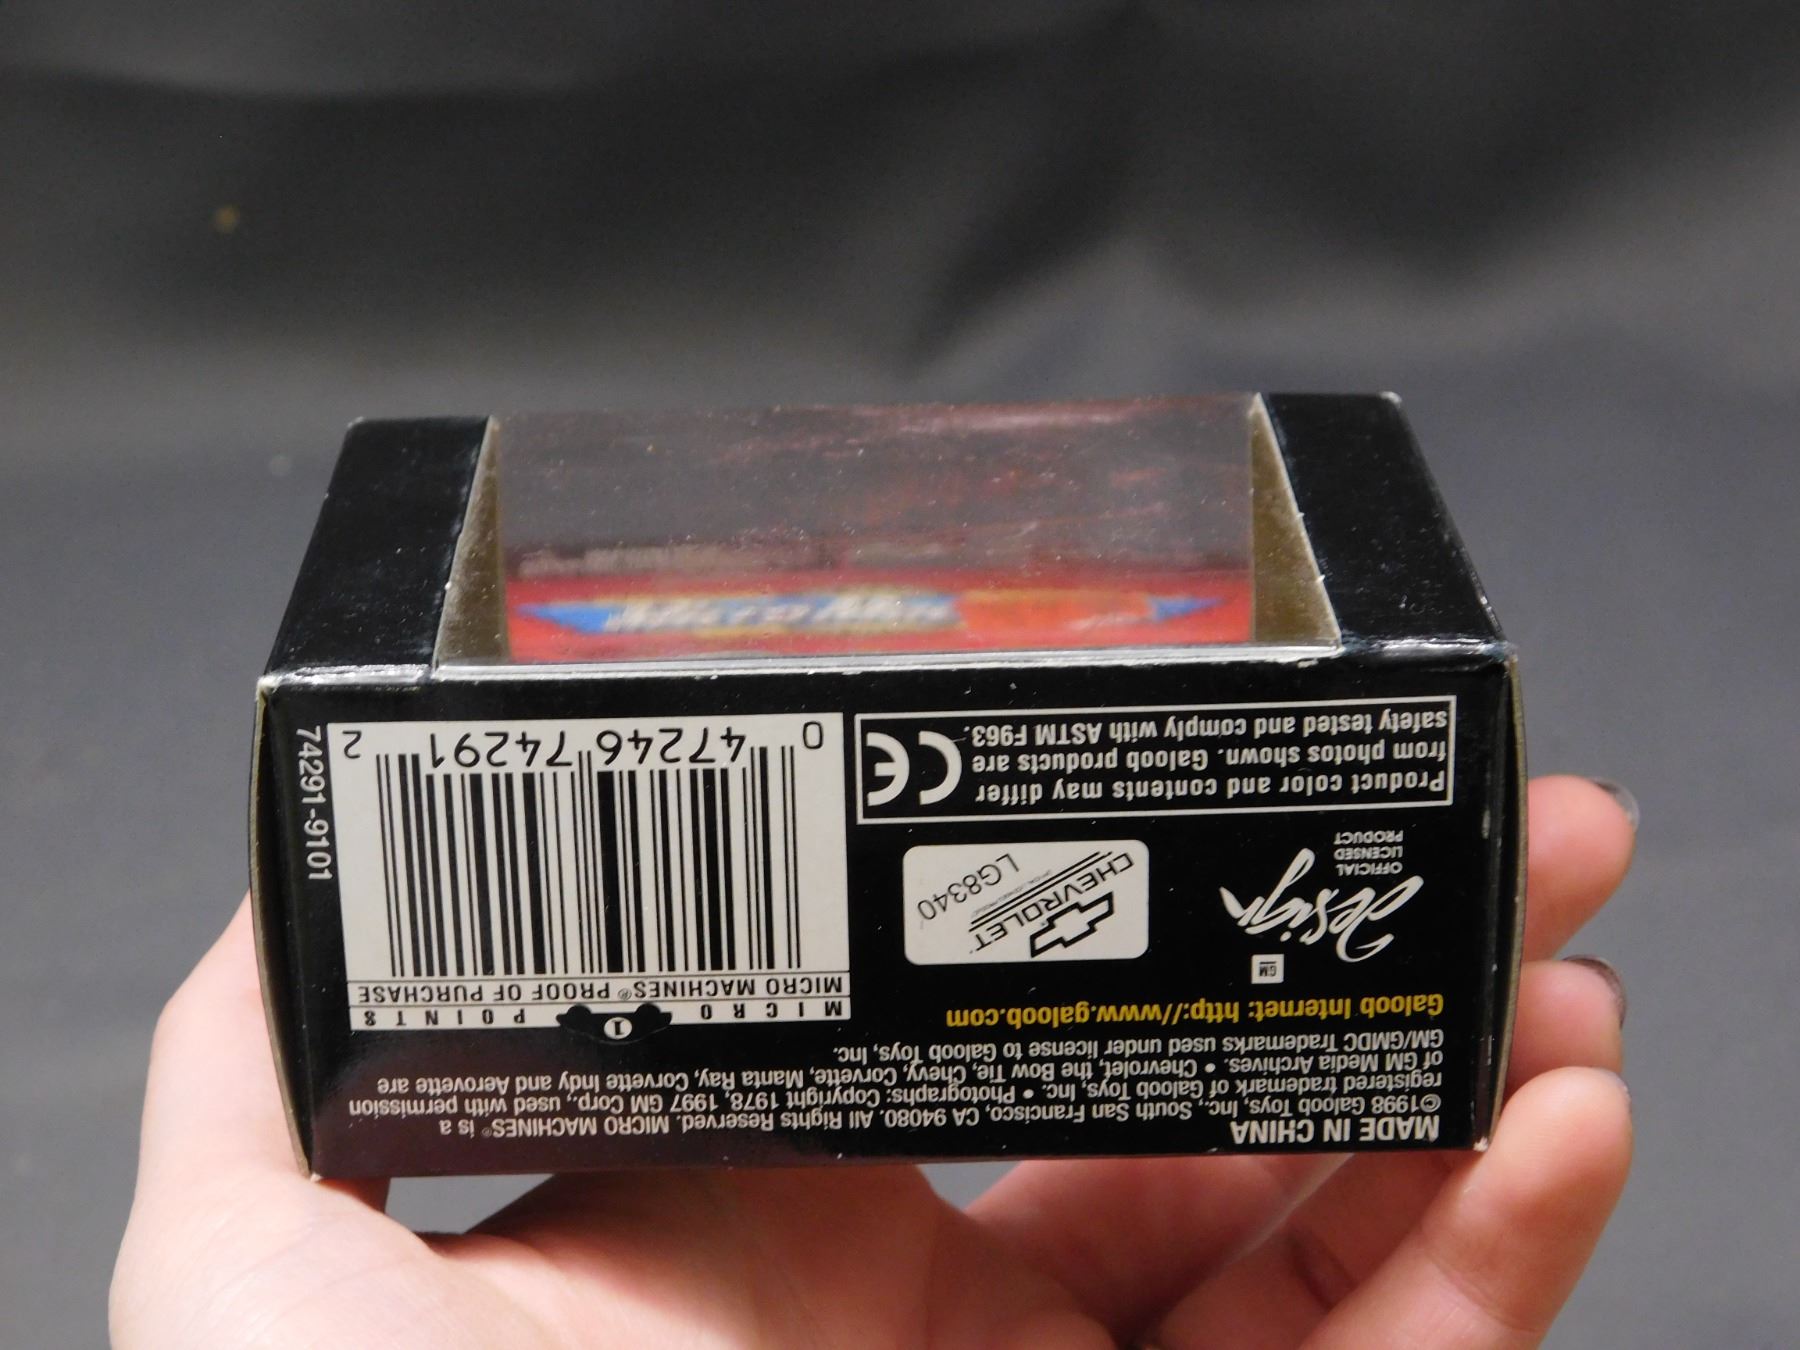 MADE IN CHINA
©1998 Galoob Toys, Inc., South San Francisco, CA 94080. All Rights Reserved. MICRO MACHINES® is a
registered trademark of Galoob Toys, Inc. • Photographs: Copyright 1978, 1997 GM Corp., used with permission
of GM Media Archives. • Chevrolet, the Bow Tie, Chevy, Corvette, Manta Ray, Corvette Indy and Aerovette are
GM/GMDC Trademarks used under license to Galoob Toys, Inc.
Galoob Internet: http://www.galoob.com
GM
Design
OFFICIAL
LICENSED
PRODUCT
CHEVROLET
LG8340
Product color and contents may differ
from photos shown. Galoob products are
safety tested and comply with ASTM F963.
CE
MICRO 1 POINTS
MICRO MACHINES® PROOF OF PURCHASE
0 47246 74291 2
74291-9101